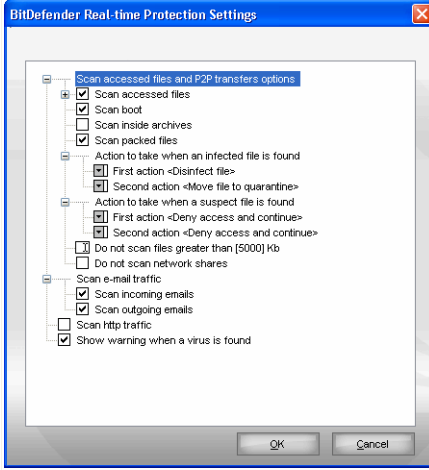 BitDefender Real-time Protection Settings
Scan accessed files and P2P transfers options
Scan accessed files
Scan boot
Scan inside archives
Scan packed files
Action to take when an infected file is found
First action <Disinfect file>
Second action <Move file to quarantine>
Action to take when a suspect file is found
First action <Deny access and continue>
Second action <Deny access and continue>
Do not scan files greater than [5000] Kb
Do not scan network shares
Scan e-mail traffic
Scan incoming emails
Scan outgoing emails
Scan http traffic
Show warning when a virus is found
OK Cancel